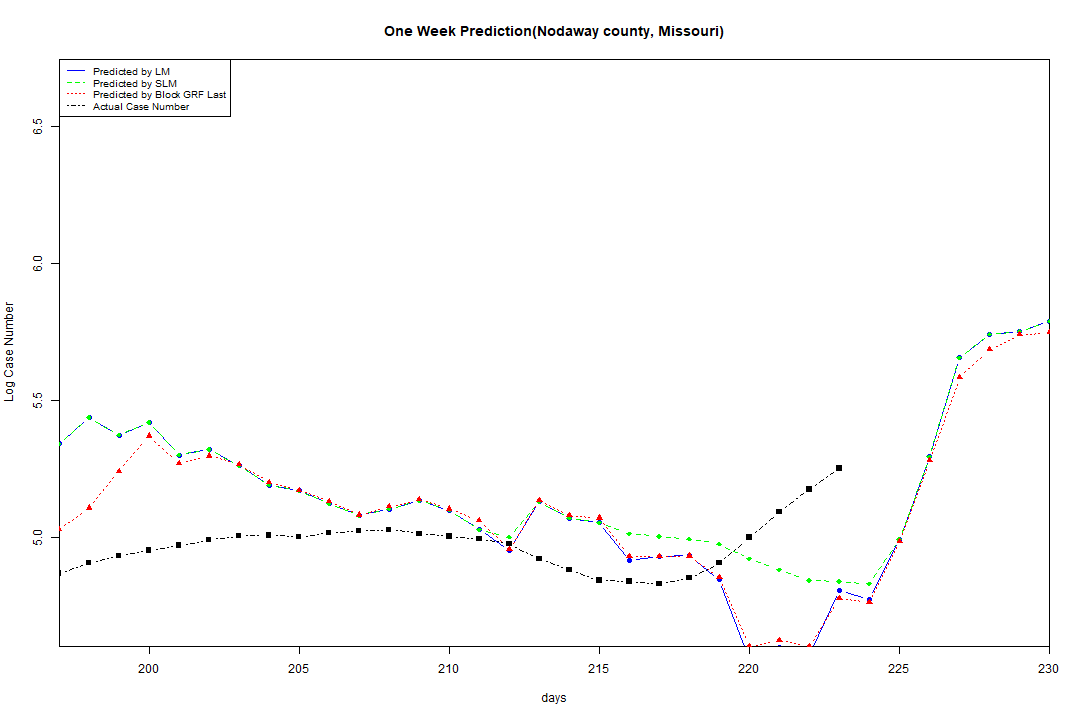 One Week Prediction(Nodaway county, Missouri)
Predicted by LM
Predicted by SLM
Predicted by Block GRF Last
Actual Case Number
6.5
6.0
5.5
5.0
Log Case Number
200 205 210 215 220 225 230
days